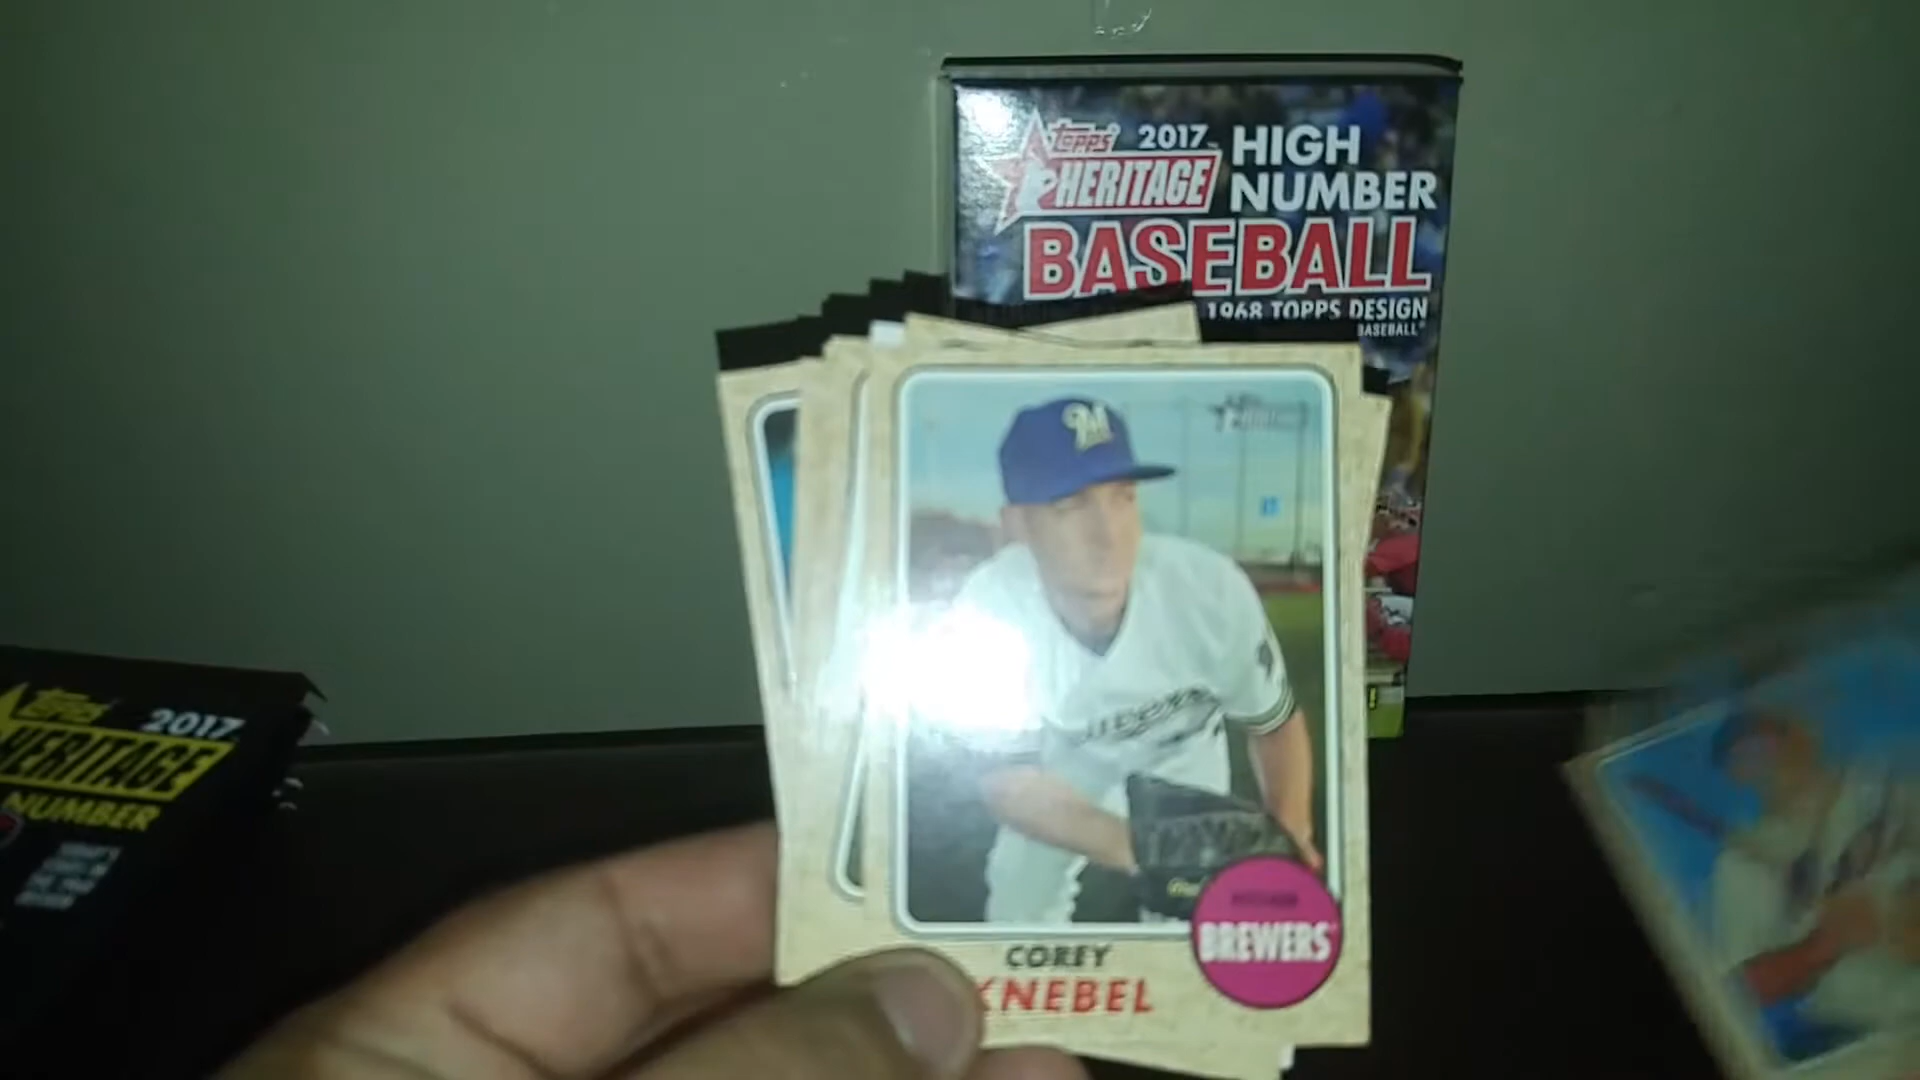 Topps 2017
HERITAGE
HIGH
NUMBER
BASEBALL
1968 TOPPS DESIGN
BASEBALL
COREY
KNEBEL
BREWERS
Topps 2017
HERITAGE
NUMBER